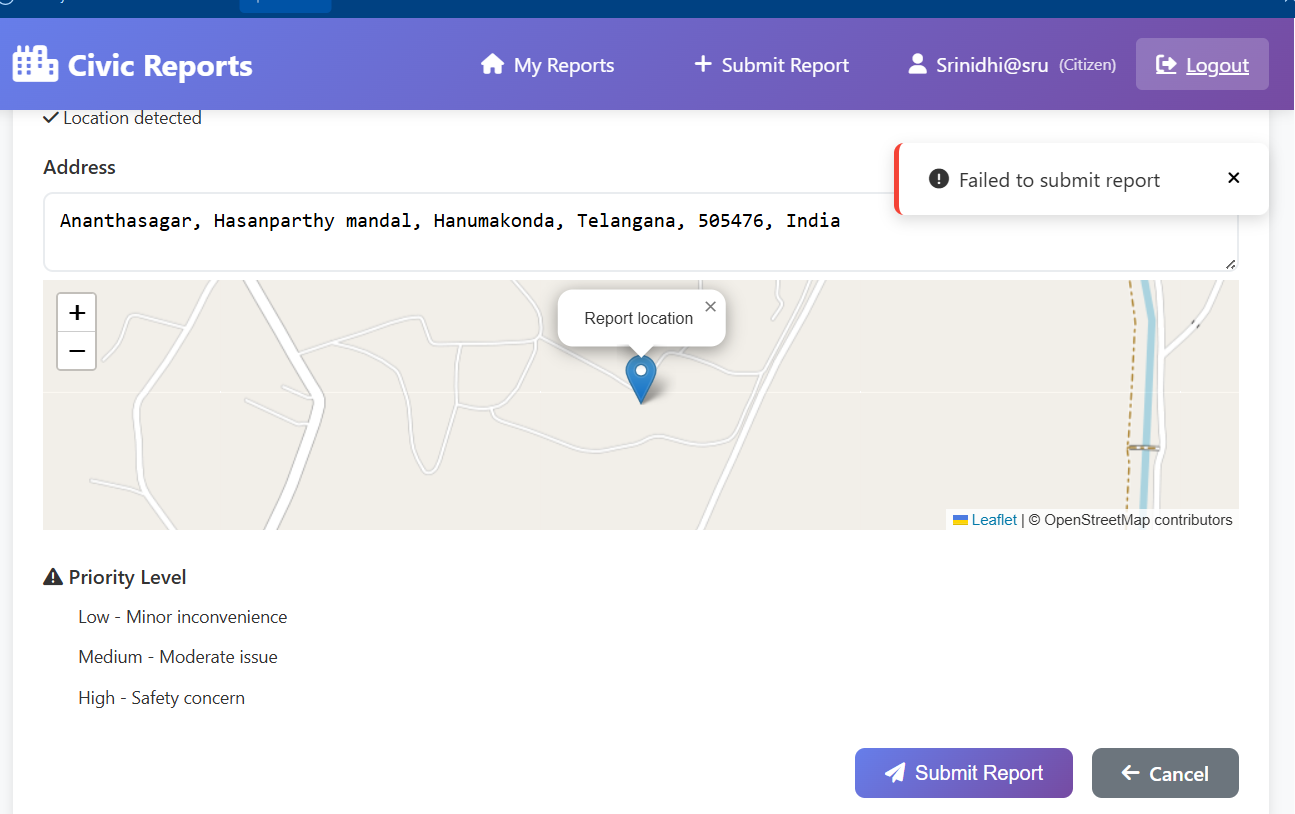 Civic Reports
My Reports
Submit Report
Srinidhi@sru (Citizen)
Logout
Location detected
Failed to submit report
Address
Ananthasagar, Hasanparthy mandal, Hanumakonda, Telangana, 505476, India
+
−
Report location
Leaflet | © OpenStreetMap contributors
Priority Level
Low - Minor inconvenience
Medium - Moderate issue
High - Safety concern
Submit Report
Cancel